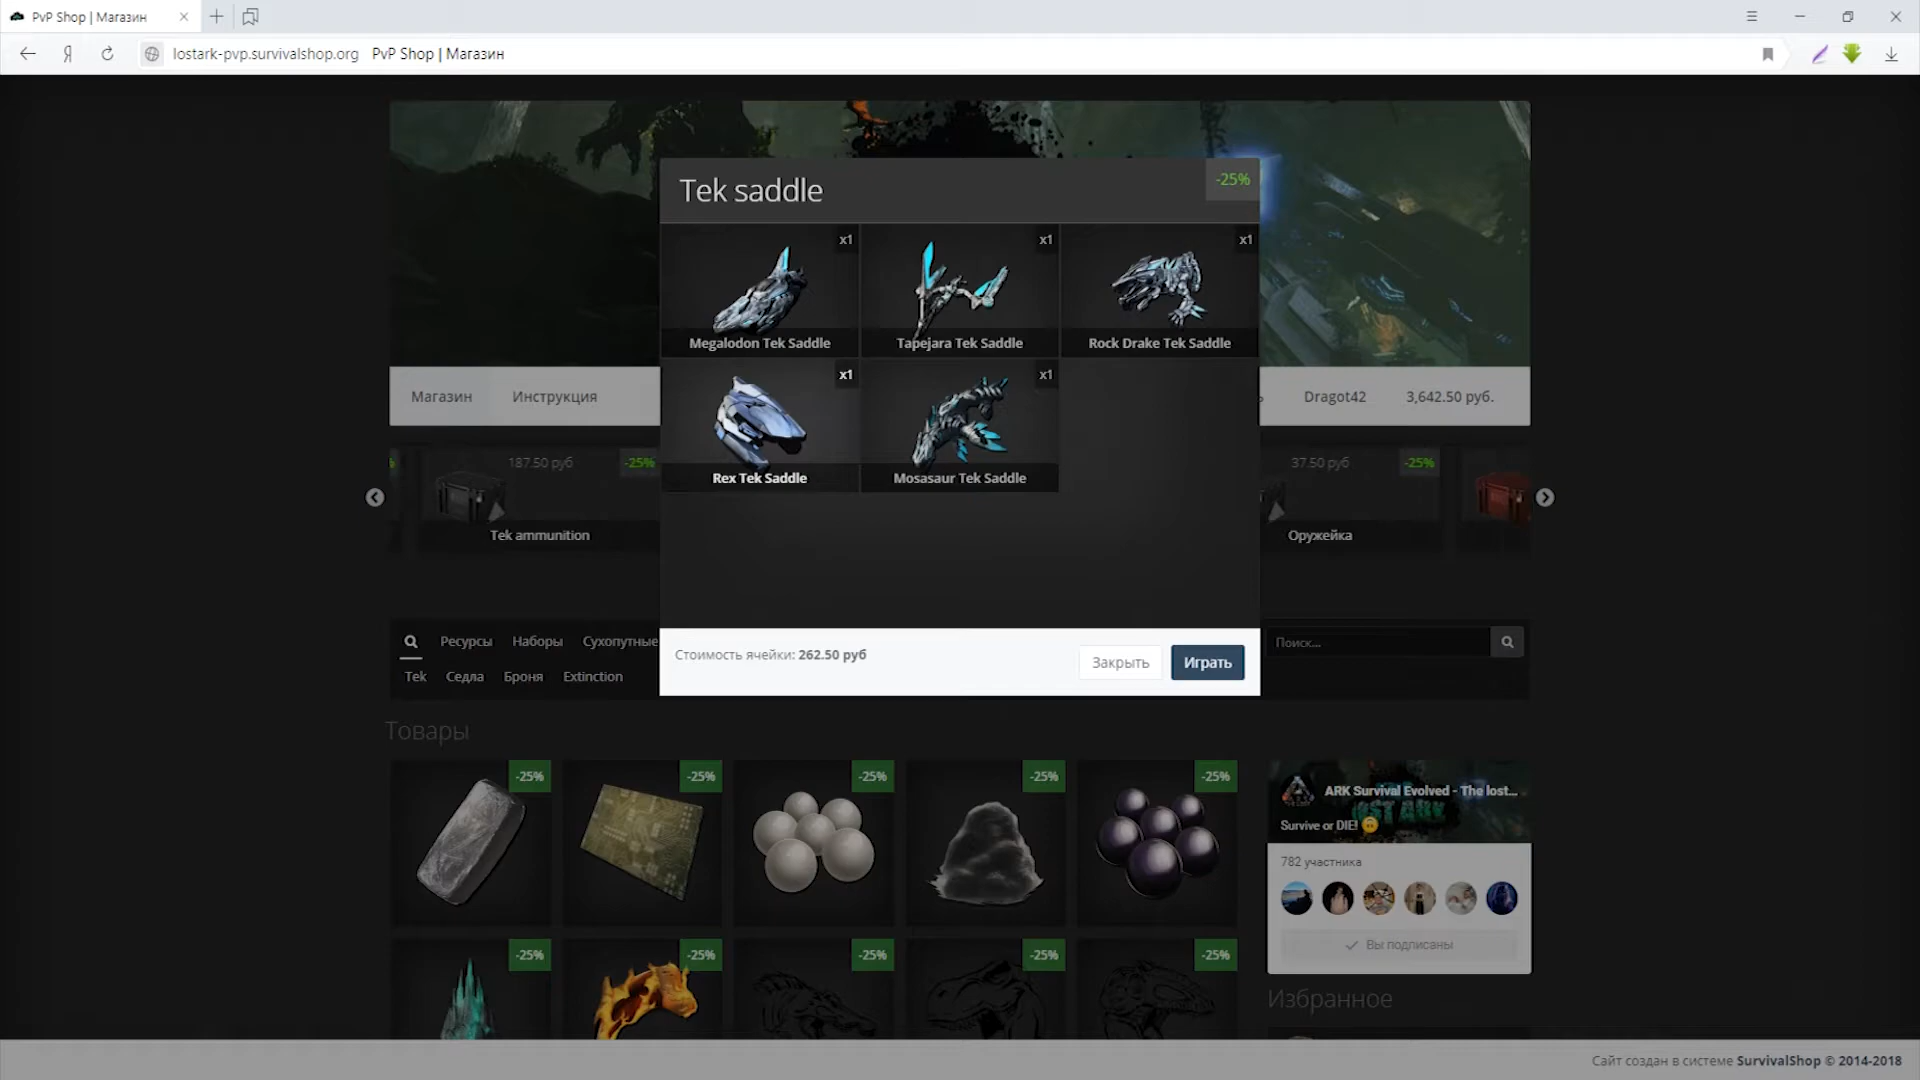 PvP Shop | Магазин
lostark-pvp.survivalshop.org PvP Shop | Магазин
Tek saddle
-25%
x1
x1
x1
Megalodon Tek Saddle
Tapejara Tek Saddle
Rock Drake Tek Saddle
x1
x1
Rex Tek Saddle
Mosasaur Tek Saddle
Магазин
Инструкция
Dragot42
3,642.50 руб.
187.50 руб
-25%
Tek ammunition
37.50 руб
-25%
Оружейка
Стоимость ячейки: 262.50 руб
Закрыть
Играть
Ресурсы
Наборы
Сухопутные
Поиск...
Tek
Седла
Броня
Extinction
Товары
-25%
-25%
-25%
-25%
-25%
ARK Survival Evolved - The lost...
Survive or DIE!
782 участника
Вы подписаны
-25%
-25%
-25%
-25%
-25%
Избранное
Сайт создан в системе SurvivalShop © 2014-2018